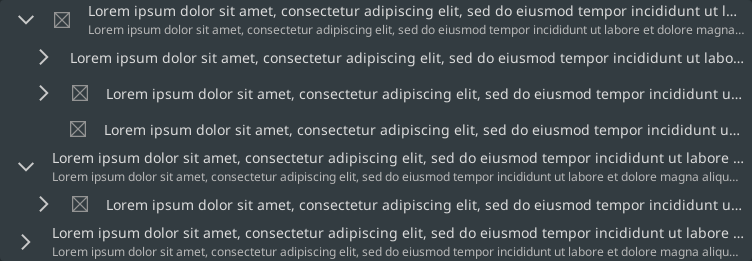 Lorem ipsum dolor sit amet, consectetur adipiscing elit, sed do eiusmod tempor incididunt ut l...
Lorem ipsum dolor sit amet, consectetur adipiscing elit, sed do eiusmod tempor incididunt ut labore et dolore magna...
Lorem ipsum dolor sit amet, consectetur adipiscing elit, sed do eiusmod tempor incididunt ut labo...
Lorem ipsum dolor sit amet, consectetur adipiscing elit, sed do eiusmod tempor incididunt u...
Lorem ipsum dolor sit amet, consectetur adipiscing elit, sed do eiusmod tempor incididunt u...
Lorem ipsum dolor sit amet, consectetur adipiscing elit, sed do eiusmod tempor incididunt ut labore ...
Lorem ipsum dolor sit amet, consectetur adipiscing elit, sed do eiusmod tempor incididunt ut labore et dolore magna aliqu...
Lorem ipsum dolor sit amet, consectetur adipiscing elit, sed do eiusmod tempor incididunt u...
Lorem ipsum dolor sit amet, consectetur adipiscing elit, sed do eiusmod tempor incididunt ut labore ...
Lorem ipsum dolor sit amet, consectetur adipiscing elit, sed do eiusmod tempor incididunt ut labore et dolore magna aliqu...